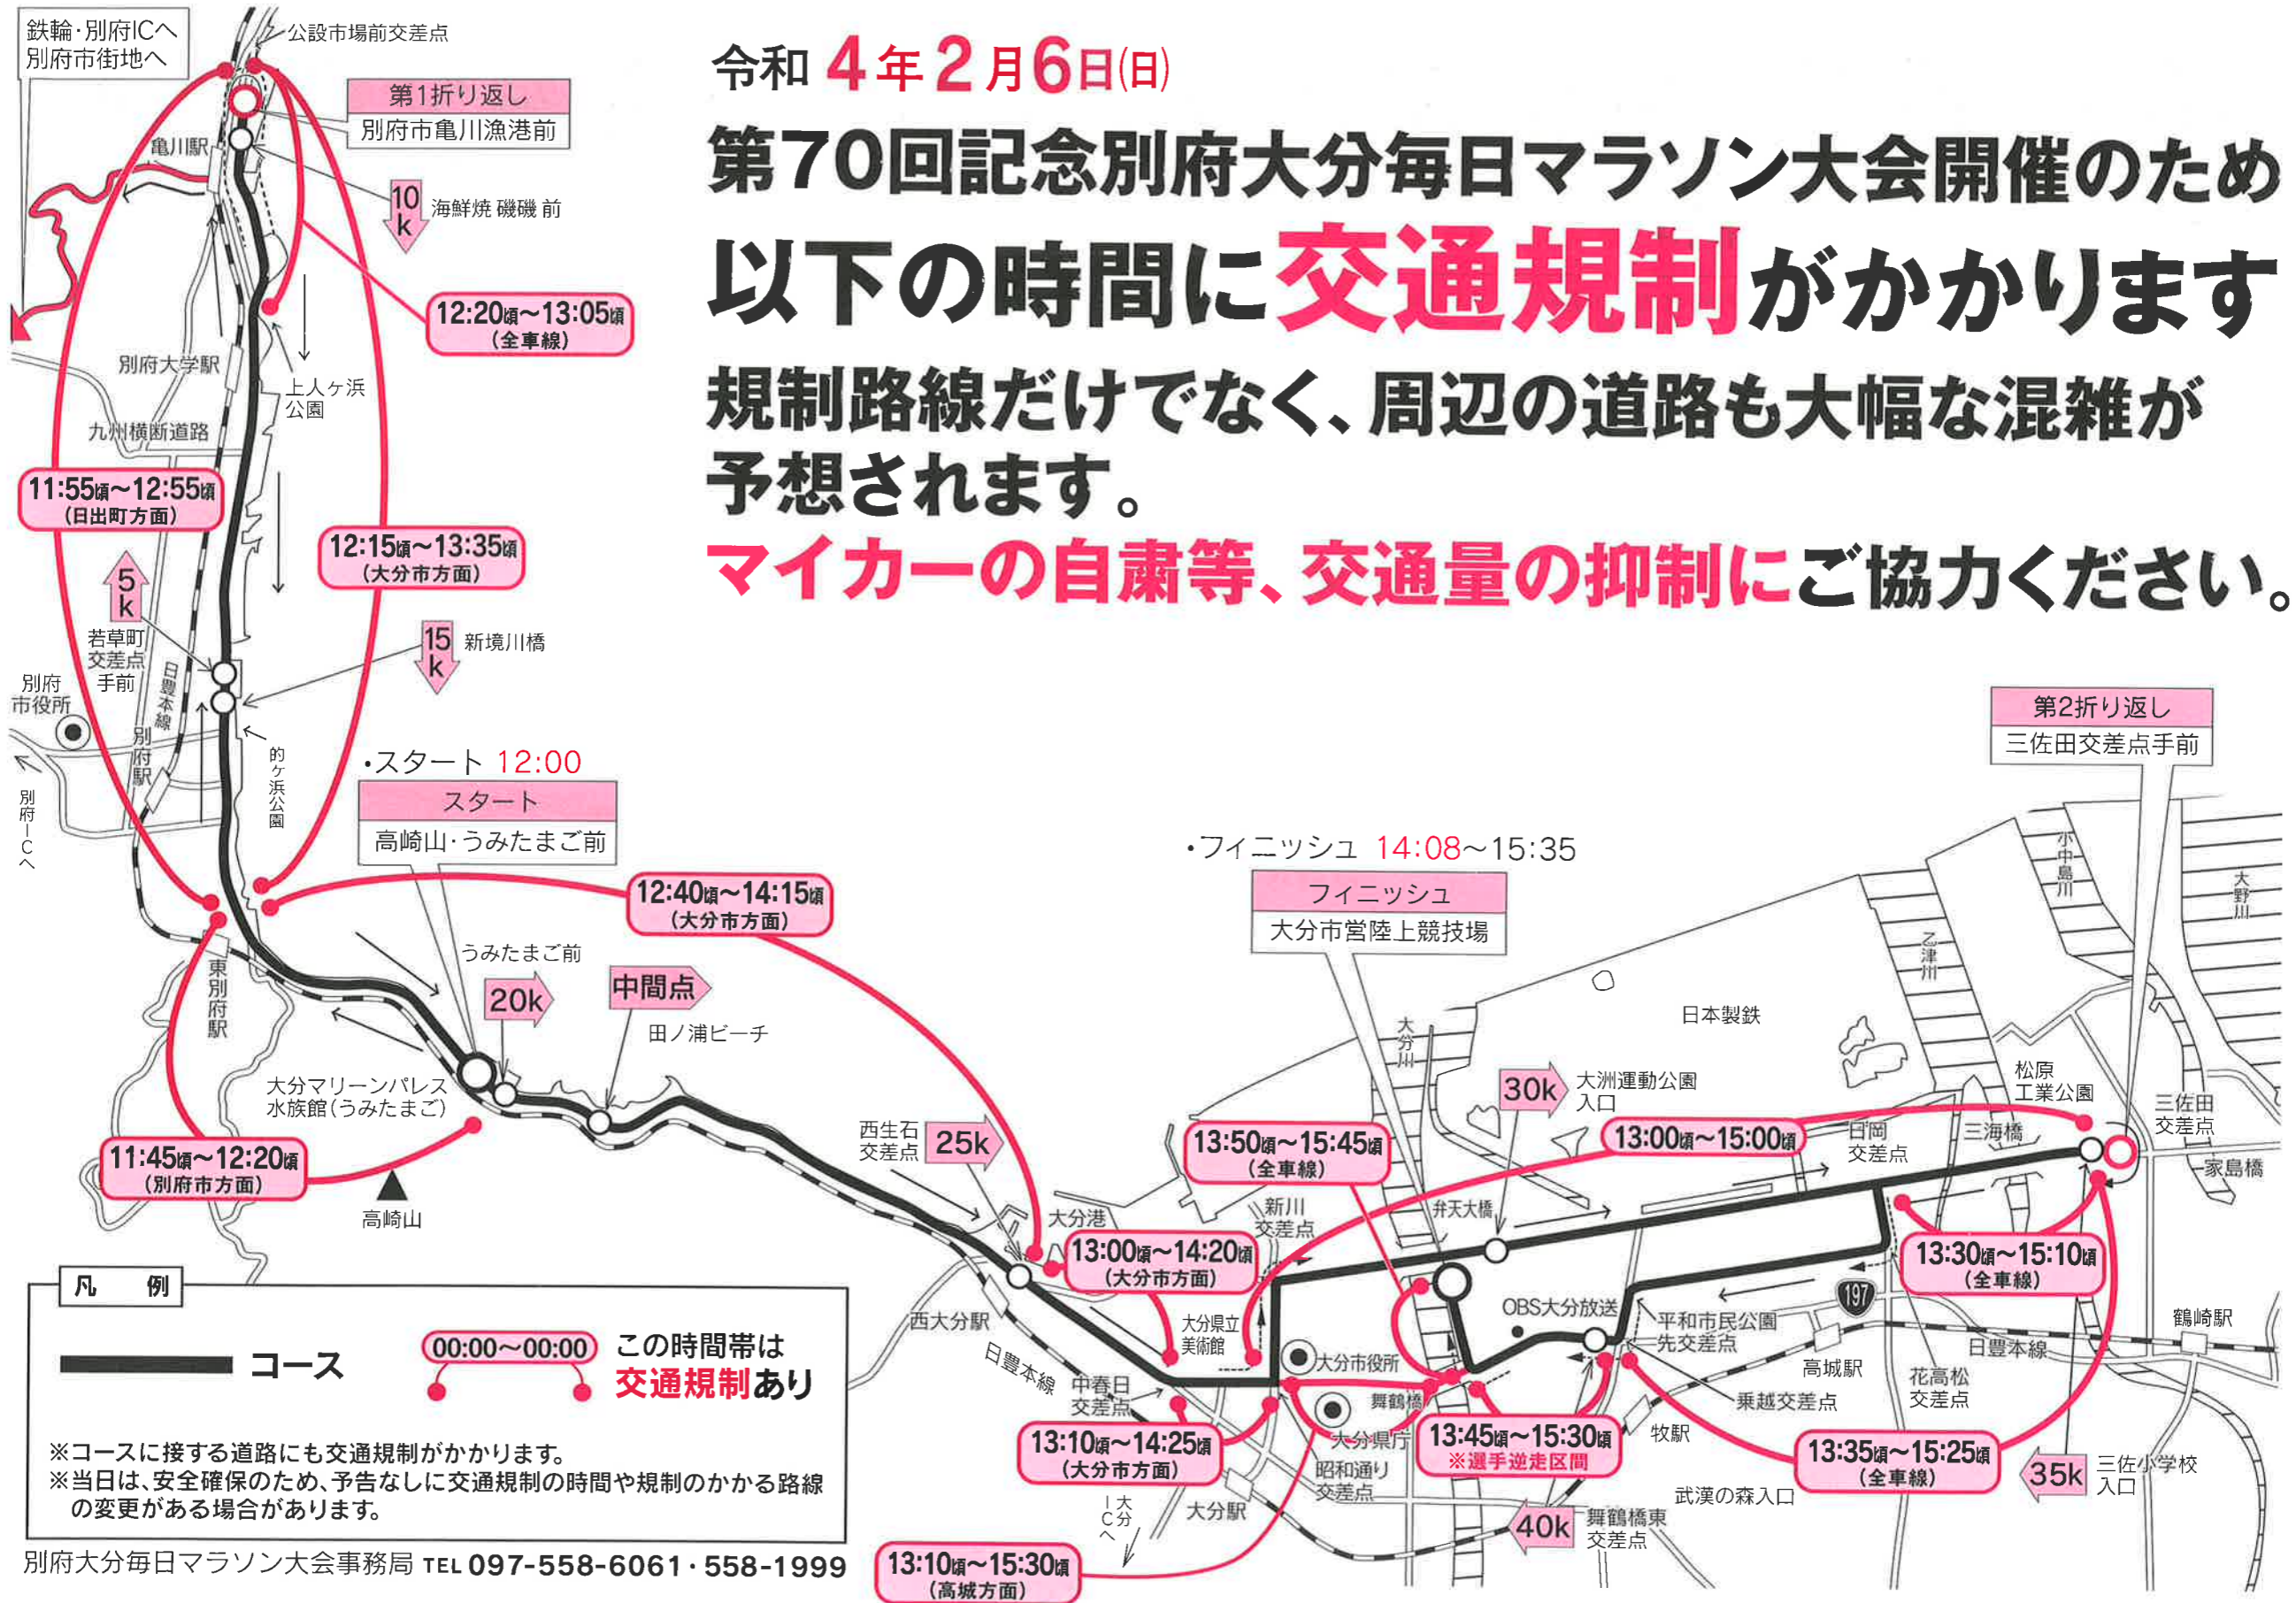 令和4年2月6日(日)
第70回記念別府大分毎日マラソン大会開催のため
以下の時間に交通規制がかかります
規制路線だけでなく、周辺の道路も大幅な混雑が
予想されます。
マイカーの自粛等、交通量の抑制にご協力ください。
鉄輪・別府ICへ
別府市街地へ
公設市場前交差点
第1折り返し
別府市亀川漁港前
亀川駅
10k
海鮮焼 磯磯 前
12:20頃～13:05頃
(全車線)
別府大学駅
上人ヶ浜
公園
九州横断道路
11:55頃～12:55頃
(日出町方面)
12:15頃～13:35頃
(大分市方面)
5k
若草町
交差点
手前
15k
新境川橋
別府
市役所
日豊本線
別府駅
的ヶ浜公園
別府ICへ
・スタート 12:00
スタート
高崎山・うみたまご前
12:40頃～14:15頃
(大分市方面)
うみたまご前
20k
中間点
田ノ浦ビーチ
東別府駅
大分マリーンパレス
水族館(うみたまご)
11:45頃～12:20頃
(別府市方面)
高崎山
西生石
交差点
25k
・フィニッシュ 14:08～15:35
フィニッシュ
大分市営陸上競技場
第2折り返し
三佐田交差点手前
小中島川
大野川
乙津川
日本製鉄
大分川
30k
大洲運動公園
入口
松原
工業公園
三佐田
交差点
13:50頃～15:45頃
(全車線)
13:00頃～15:00頃
日岡
交差点
三海橋
家島橋
大分港
新川
交差点
弁天大橋
13:00頃～14:20頃
(大分市方面)
13:30頃～15:10頃
(全車線)
西大分駅
大分県立
美術館
OBS大分放送
平和市民公園
先交差点
197
鶴崎駅
日豊本線
大分市役所
高城駅
日豊本線
花高松
交差点
中春日
交差点
舞鶴橋
乗越交差点
13:10頃～14:25頃
(大分市方面)
大分県庁
13:45頃～15:30頃
※選手逆走区間
牧駅
13:35頃～15:25頃
(全車線)
35k
三佐小学校
入口
昭和通り
交差点
大分駅
大分ICへ
武漢の森入口
40k
舞鶴橋東
交差点
13:10頃～15:30頃
(高城方面)
凡 例
コース
00:00～00:00
この時間帯は
交通規制あり
※コースに接する道路にも交通規制がかかります。
※当日は、安全確保のため、予告なしに交通規制の時間や規制のかかる路線
の変更がある場合があります。
別府大分毎日マラソン大会事務局 TEL 097-558-6061・558-1999